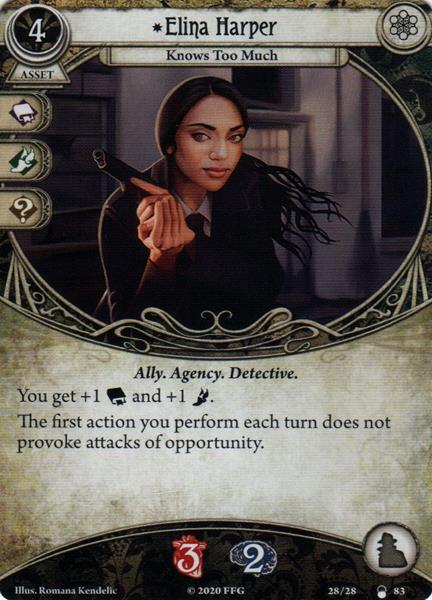 4
*Elina Harper
Knows Too Much
ASSET
?
Ally. Agency. Detective.
You get +1 and +1 .
The first action you perform each turn does not
provoke attacks of opportunity.
3 2
Illus. Romana Kendelic © 2020 FFG 28/28 83